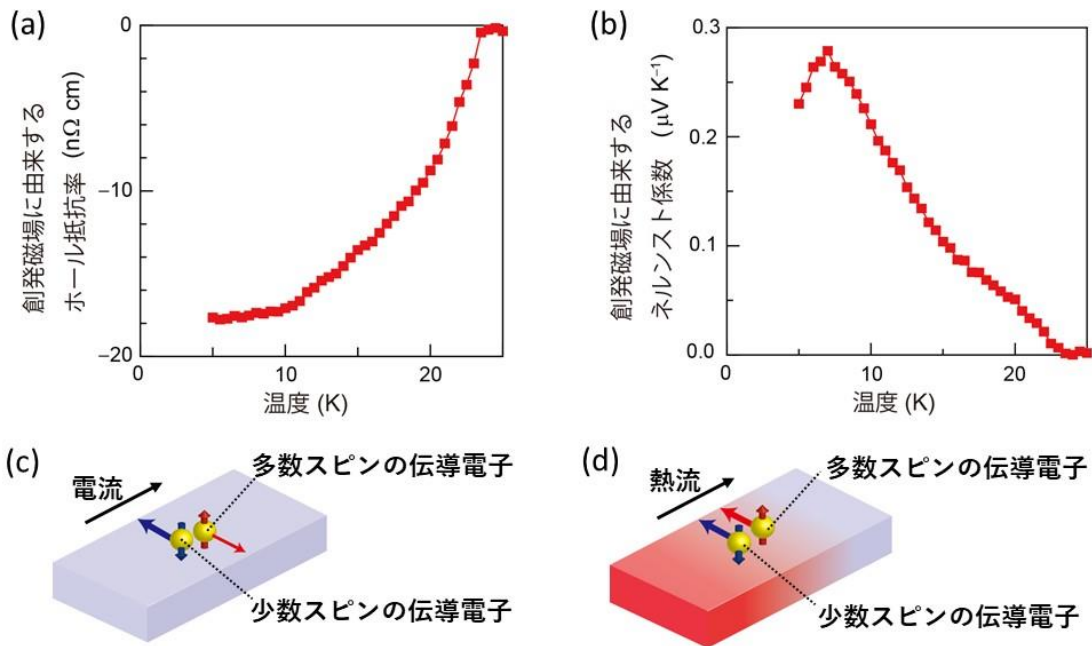 (a)
創発磁場に由来する
ホール抵抗率 (nΩ cm)
0
−10
−20
0
10
20
温度 (K)
(b)
創発磁場に由来する
ネルンスト係数 (μV K⁻¹)
0.3
0.2
0.1
0.0
0
10
20
温度 (K)
(c)
電流
多数スピンの伝導電子
少数スピンの伝導電子
(d)
熱流
多数スピンの伝導電子
少数スピンの伝導電子